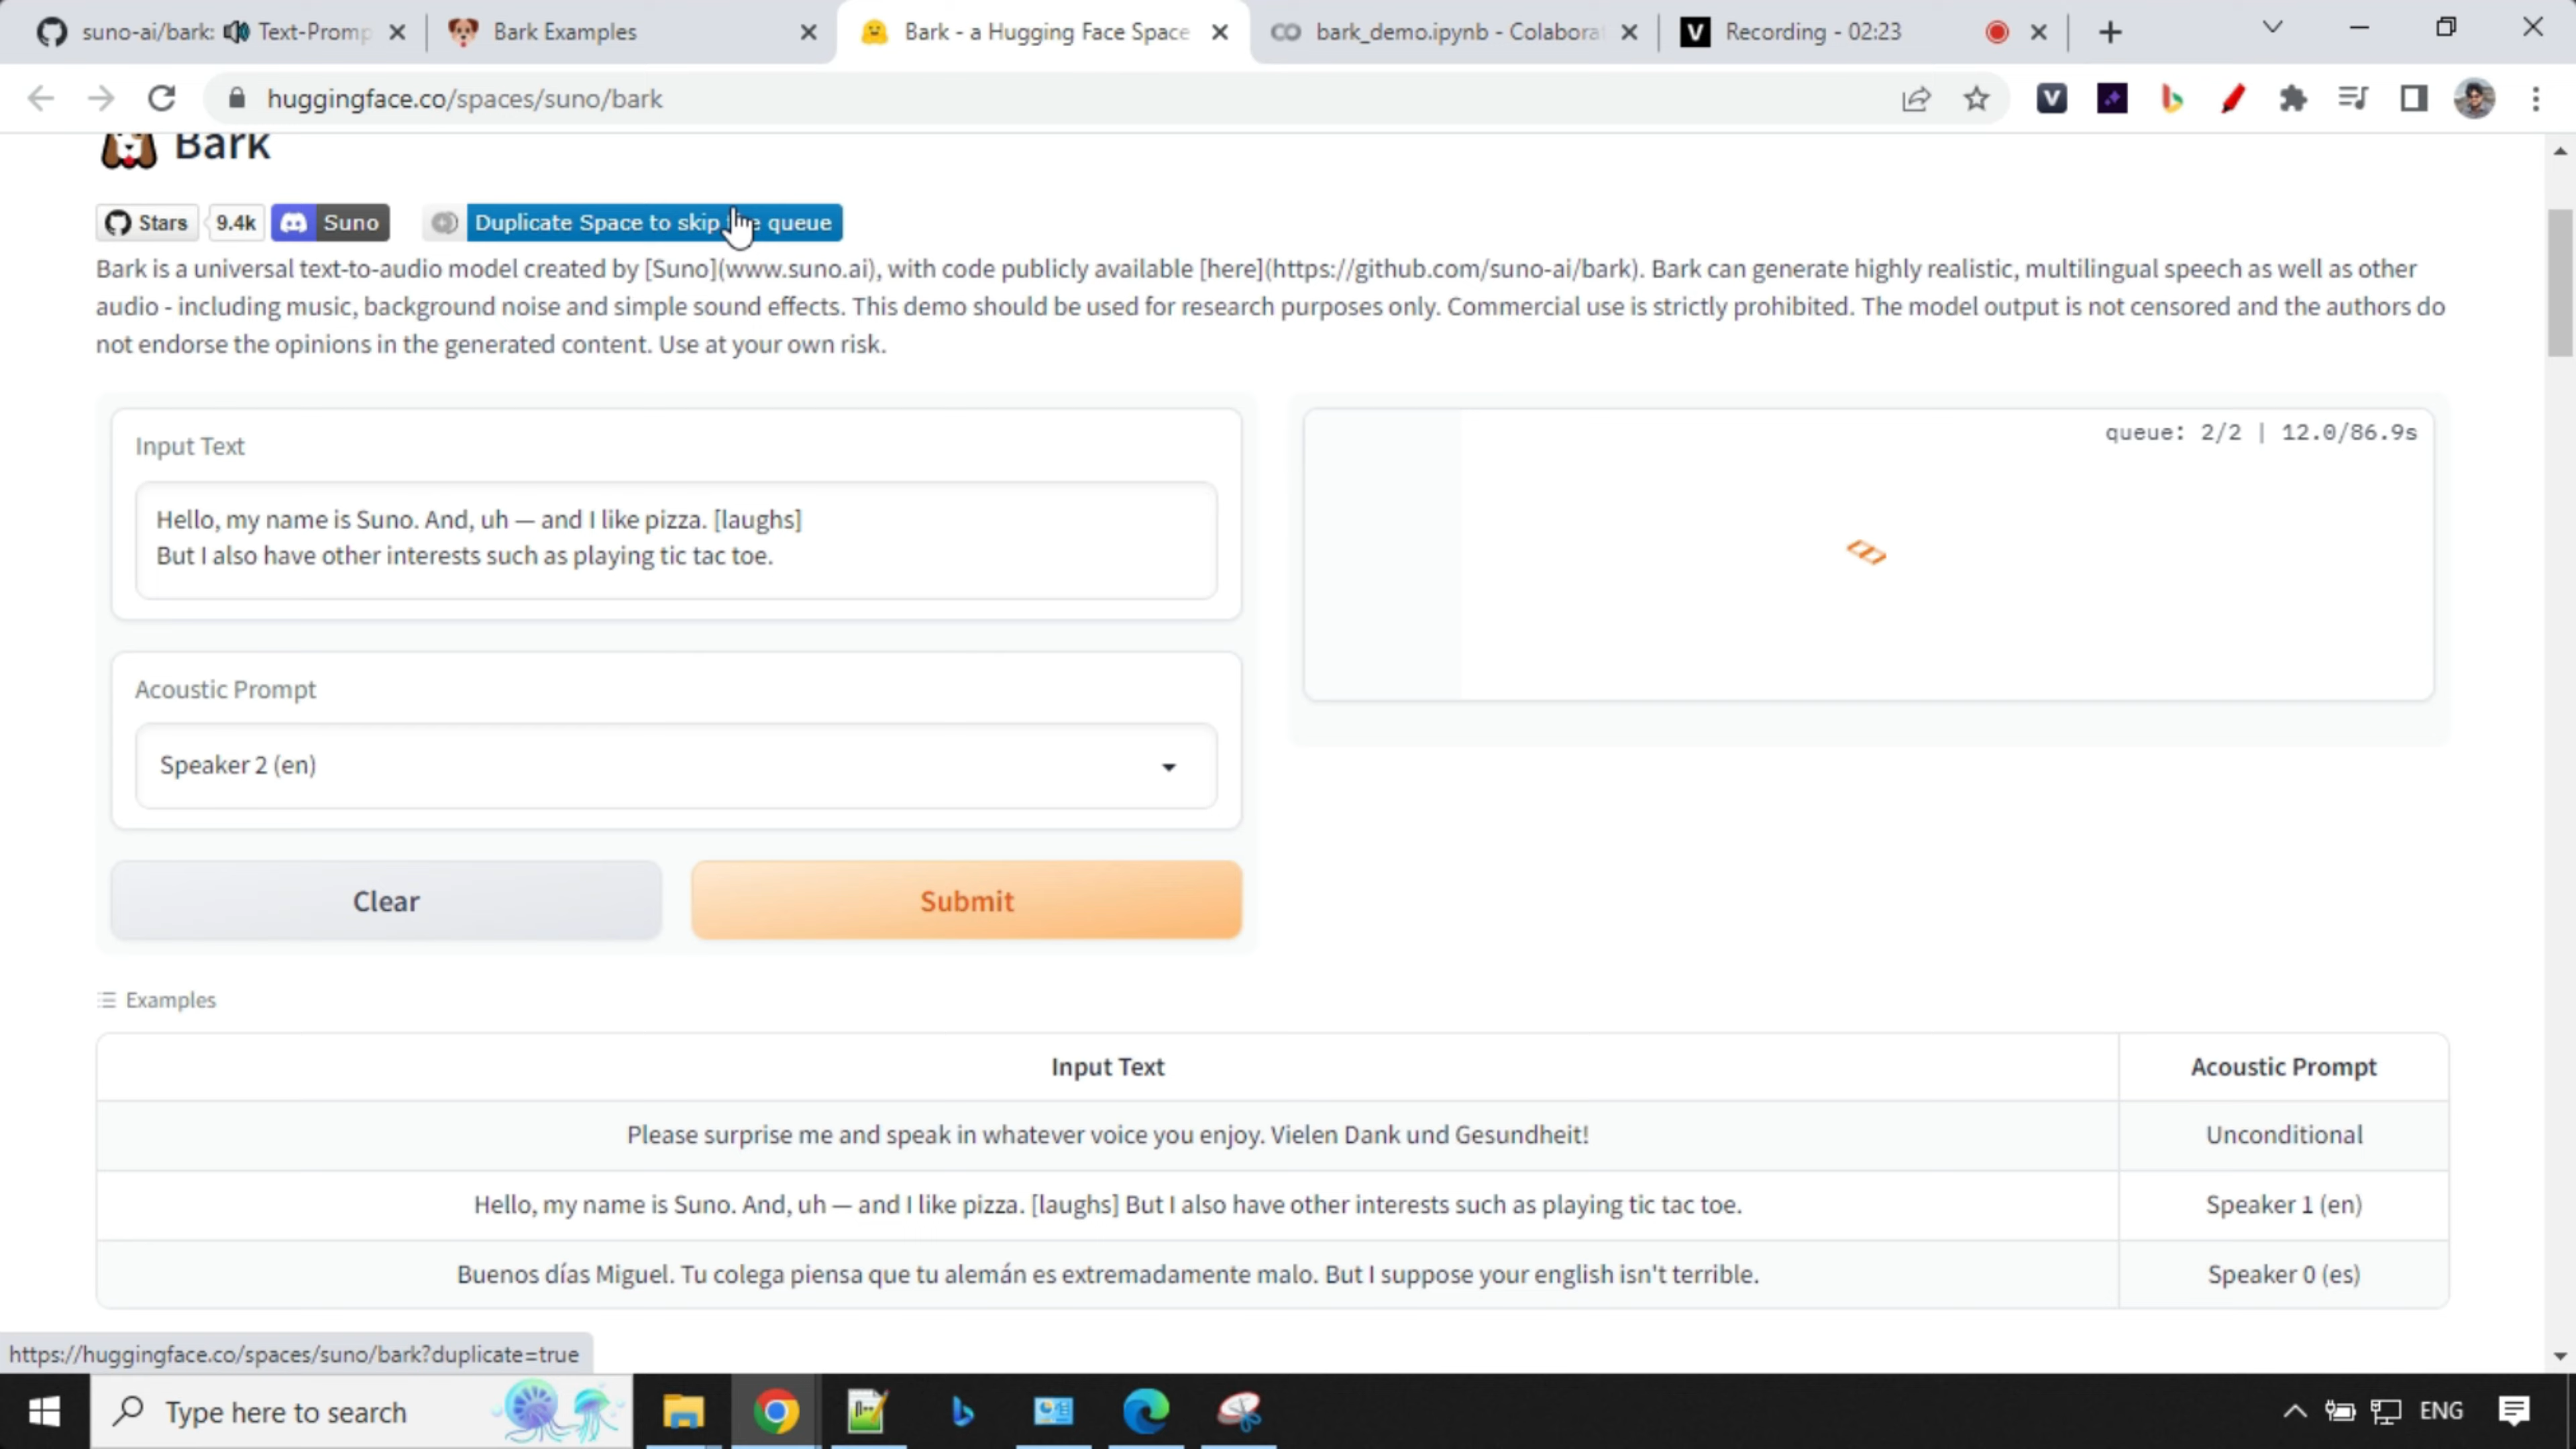 suno-ai/bark: 🔊 Text-Promp
Bark Examples
Bark - a Hugging Face Space
bark_demo.ipynb - Colabora
V
Recording - 02:23
huggingface.co/spaces/suno/bark
Bark
Stars
9.4k
Suno
Duplicate Space to skip queue
Bark is a universal text-to-audio model created by [Suno](www.suno.ai), with code publicly available [here](https://github.com/suno-ai/bark). Bark can generate highly realistic, multilingual speech as well as other
audio - including music, background noise and simple sound effects. This demo should be used for research purposes only. Commercial use is strictly prohibited. The model output is not censored and the authors do
not endorse the opinions in the generated content. Use at your own risk.
Input Text
Hello, my name is Suno. And, uh — and I like pizza. [laughs]
But I also have other interests such as playing tic tac toe.
queue: 2/2 | 12.0/86.9s
Acoustic Prompt
Speaker 2 (en)
Clear
Submit
Examples
Input Text
Acoustic Prompt
Please surprise me and speak in whatever voice you enjoy. Vielen Dank und Gesundheit!
Unconditional
Hello, my name is Suno. And, uh — and I like pizza. [laughs] But I also have other interests such as playing tic tac toe.
Speaker 1 (en)
Buenos días Miguel. Tu colega piensa que tu alemán es extremadamente malo. But I suppose your english isn't terrible.
Speaker 0 (es)
https://huggingface.co/spaces/suno/bark?duplicate=true
Type here to search
ENG